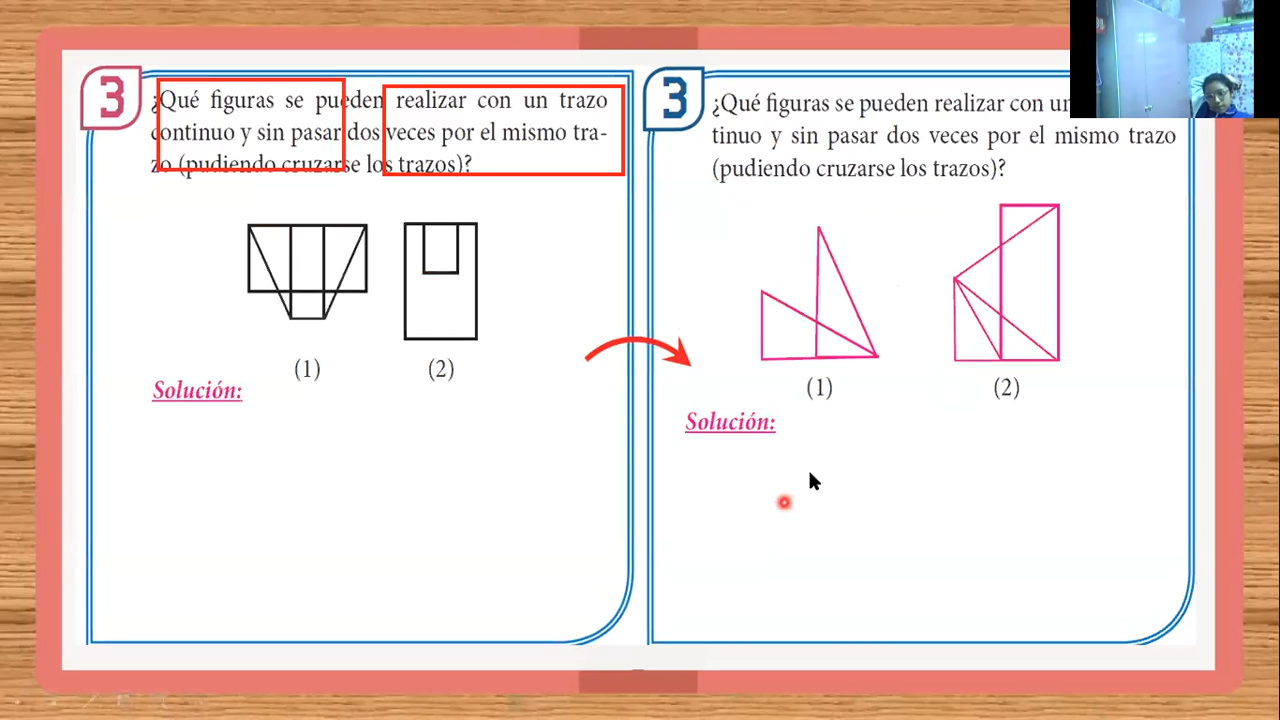 3
¿Qué figuras se pueden realizar con un trazo
continuo y sin pasar dos veces por el mismo tra-
zo (pudiendo cruzarse los trazos)?
(1)
(2)
Solución:
3
¿Qué figuras se pueden realizar con un
tinuo y sin pasar dos veces por el mismo trazo
(pudiendo cruzarse los trazos)?
(1)
(2)
Solución: